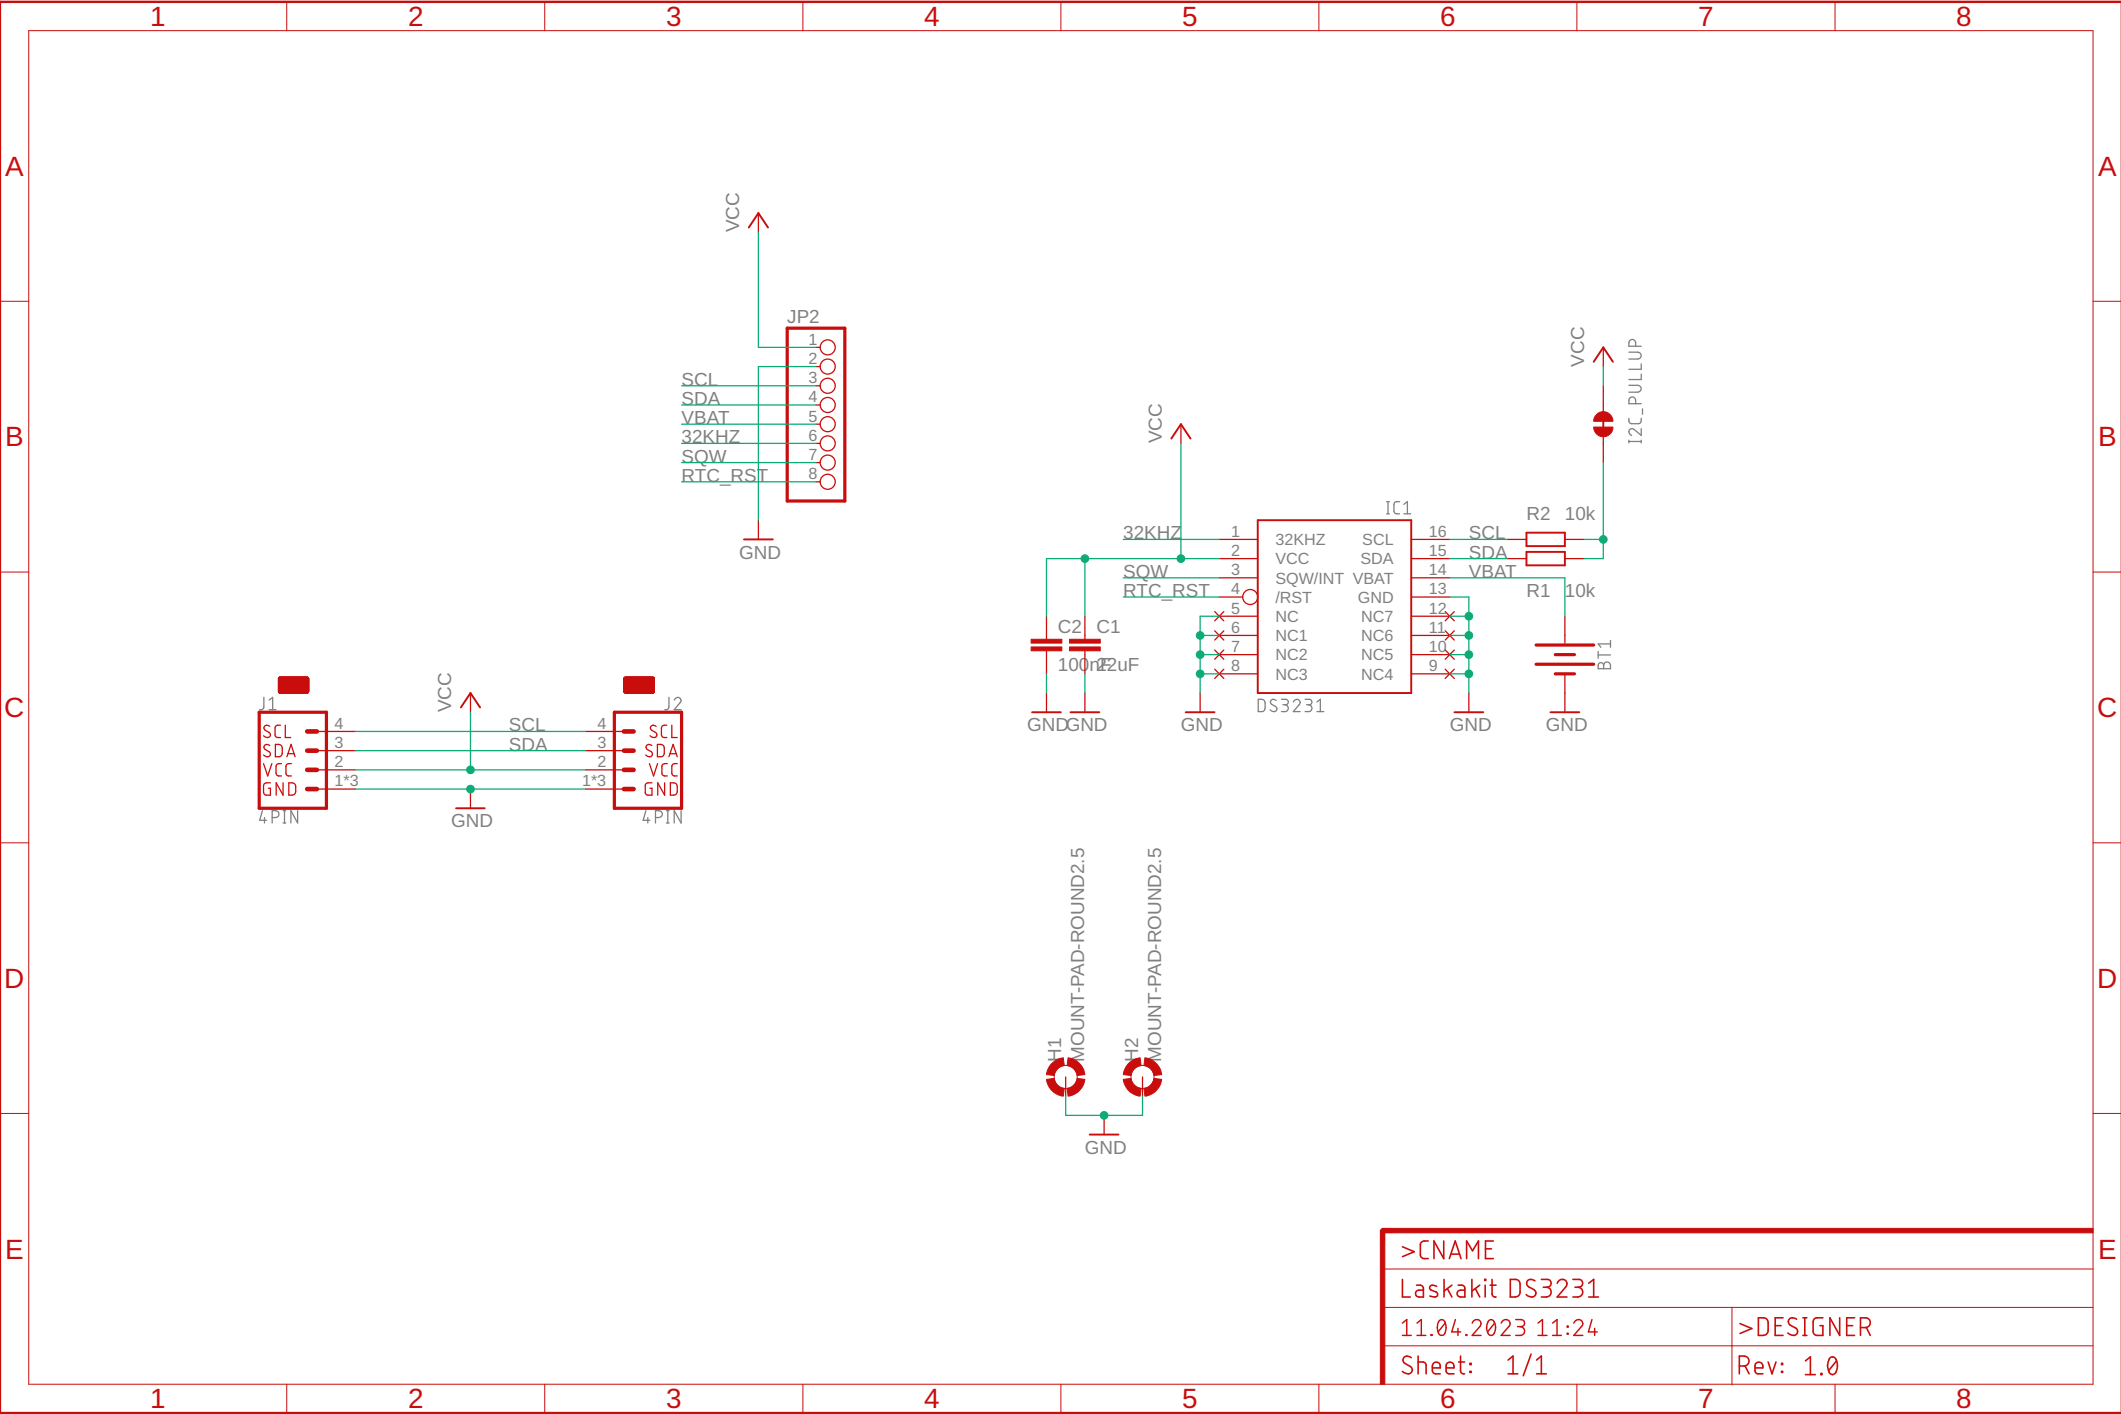 1 2 3 4 5 6 7 8
A A
VCC
JP2
1
2
SCL 3
SDA 4
VBAT 5
32KHZ 6
SQW 7
RTC_RST 8
GND
B B
VCC
I2C_PULLUP
VCC
IC1
R2 10k
32KHZ 1 32KHZ SCL 16 SCL
2 VCC SDA 15 SDA
SQW 3 SQW/INT VBAT 14 VBAT
RTC_RST 4 /RST GND 13
R1 10k
5 NC NC7 12
6 NC1 NC6 11
7 NC2 NC5 10
8 NC3 NC4 9
DS3231
C2 C1
100nF 22uF
BT1
GND GND GND GND GND
C C
J1 VCC J2
SCL 4 SCL 4 SCL
SDA 3 SDA 3 SDA
VCC 2 2 VCC
GND 1*3 1*3 GND
4PIN GND 4PIN
D D
H1 MOUNT-PAD-ROUND2.5
H2 MOUNT-PAD-ROUND2.5
GND
E E
>CNAME
Laskakit DS3231
11.04.2023 11:24 >DESIGNER
Sheet: 1/1 Rev: 1.0
1 2 3 4 5 6 7 8